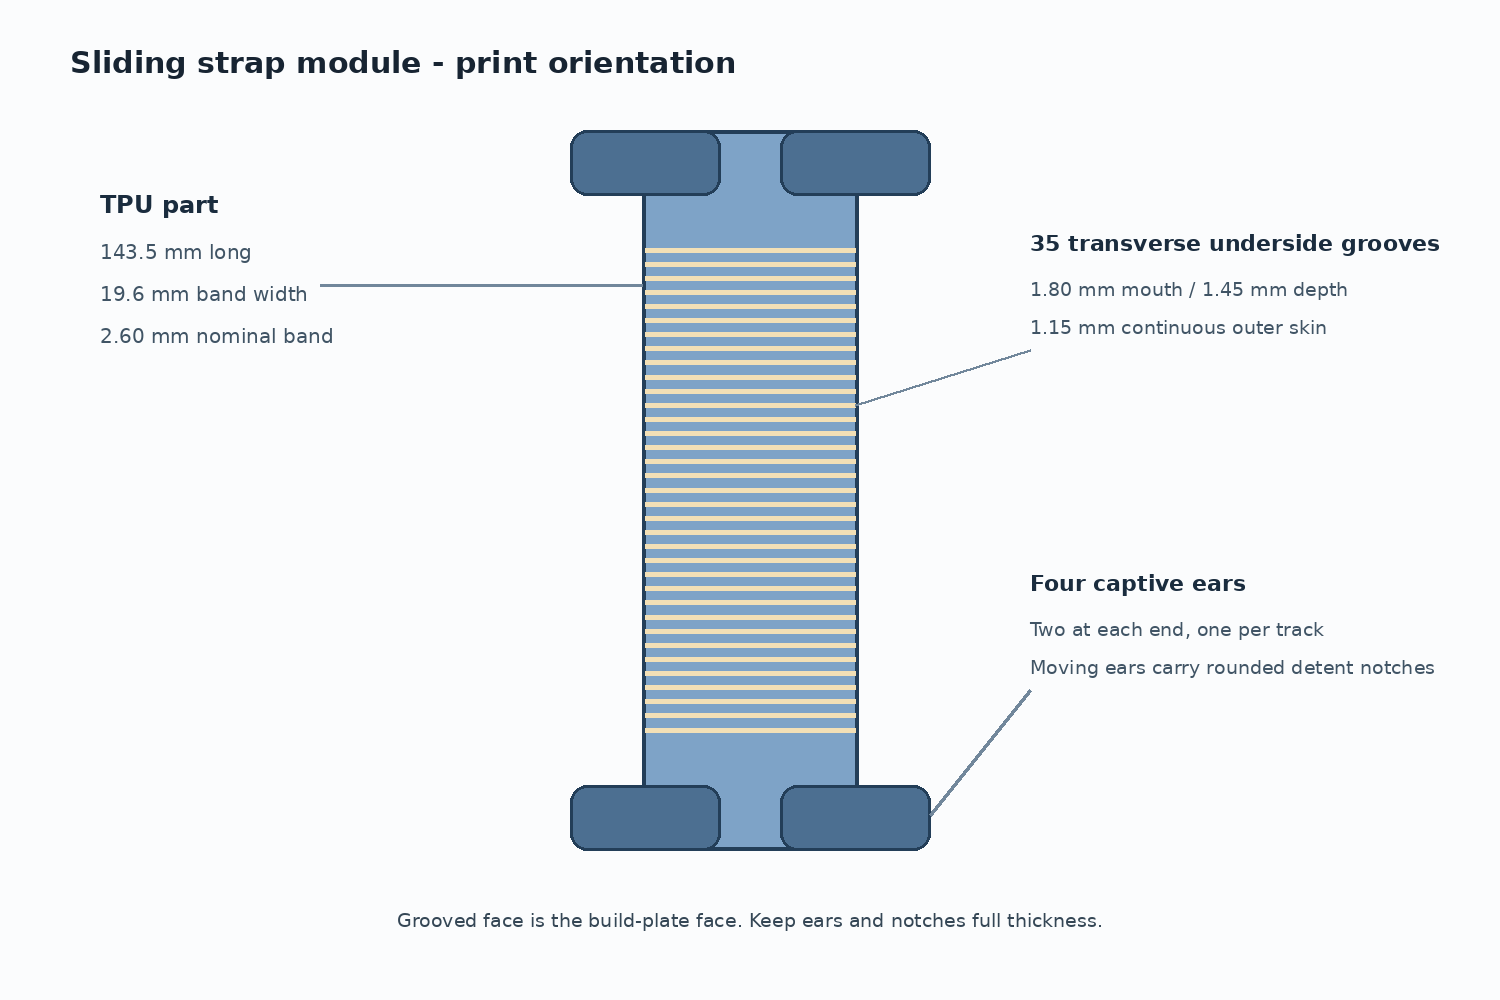 Sliding strap module - print orientation
TPU part
143.5 mm long
19.6 mm band width
2.60 mm nominal band
35 transverse underside grooves
1.80 mm mouth / 1.45 mm depth
1.15 mm continuous outer skin
Four captive ears
Two at each end, one per track
Moving ears carry rounded detent notches
Grooved face is the build-plate face. Keep ears and notches full thickness.